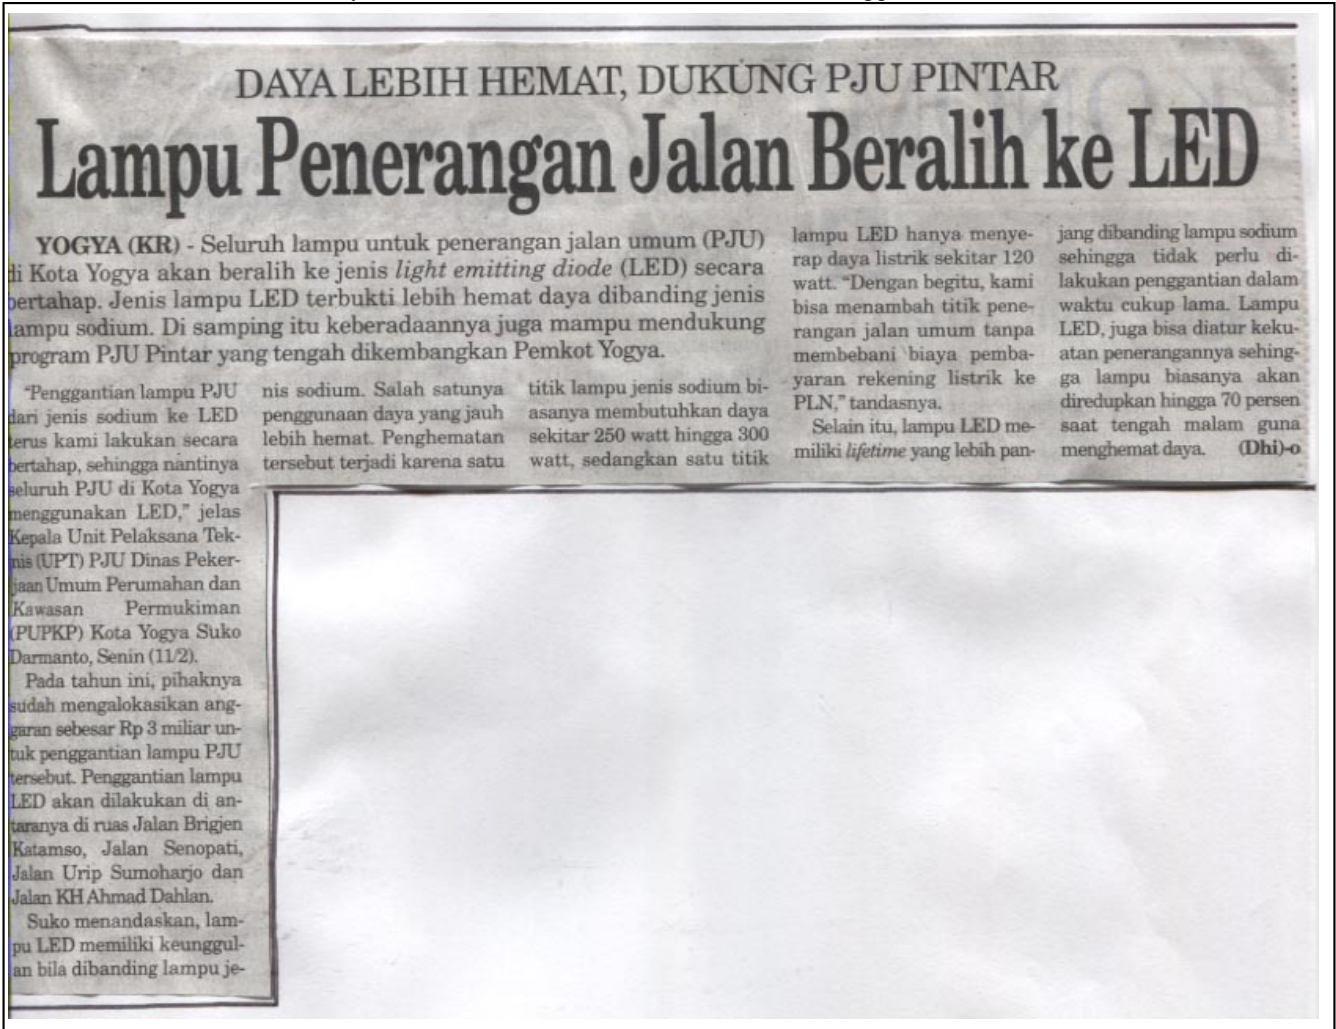 DAYA LEBIH HEMAT, DUKUNG PJU PINTAR
Lampu Penerangan Jalan Beralih ke LED
YOGYA (KR) - Seluruh lampu untuk penerangan jalan umum (PJU)
di Kota Yogya akan beralih ke jenis light emitting diode (LED) secara
bertahap. Jenis lampu LED terbukti lebih hemat daya dibanding jenis
lampu sodium. Di samping itu keberadaannya juga mampu mendukung
program PJU Pintar yang tengah dikembangkan Pemkot Yogya.
"Penggantian lampu PJU
dari jenis sodium ke LED
terus kami lakukan secara
bertahap, sehingga nantinya
seluruh PJU di Kota Yogya
menggunakan LED," jelas
Kepala Unit Pelaksana Tek-
nis (UPT) PJU Dinas Peker-
jaan Umum Perumahan dan
Kawasan Permukiman
(PUPKP) Kota Yogya Suko
Darmanto, Senin (11/2).
Pada tahun ini, pihaknya
sudah mengalokasikan ang-
garan sebesar Rp 3 miliar un-
tuk penggantian lampu PJU
tersebut. Penggantian lampu
LED akan dilakukan di an-
taranya di ruas Jalan Brigjen
Katamso, Jalan Senopati,
Jalan Urip Sumoharjo dan
Jalan KH Ahmad Dahlan.
Suko menandaskan, lam-
pu LED memiliki keunggul-
an bila dibanding lampu je-
nis sodium. Salah satunya
penggunaan daya yang jauh
lebih hemat. Penghematan
tersebut terjadi karena satu
titik lampu jenis sodium bi-
asanya membutuhkan daya
sekitar 250 watt hingga 300
watt, sedangkan satu titik
lampu LED hanya menye-
rap daya listrik sekitar 120
watt. "Dengan begitu, kami
bisa menambah titik pene-
rangan jalan umum tanpa
membebani biaya pemba-
yaran rekening listrik ke
PLN," tandasnya.
Selain itu, lampu LED me-
miliki lifetime yang lebih pan-
jang dibanding lampu sodium
sehingga tidak perlu di-
lakukan penggantian dalam
waktu cukup lama. Lampu
LED, juga bisa diatur keku-
atan penerangannya sehing-
ga lampu biasanya akan
diredupkan hingga 70 persen
saat tengah malam guna
menghemat daya. (Dhi)-o